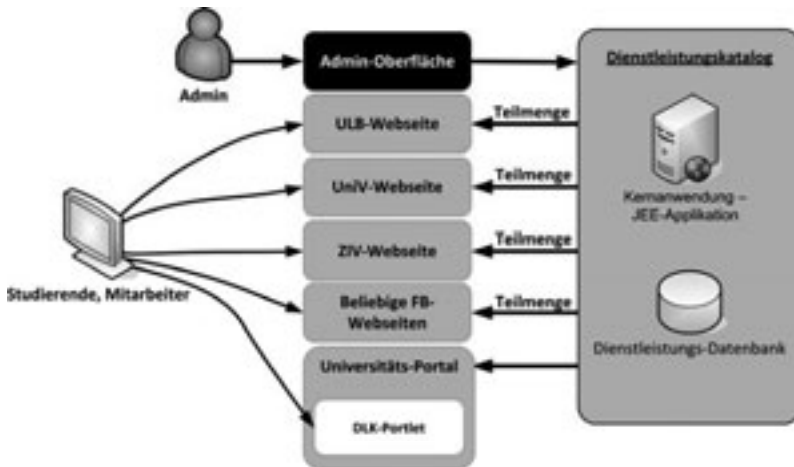 Admin
Admin-Oberfläche
Dienstleistungskatalog
ULB-Webseite
Teilmenge
UniV-Webseite
Teilmenge
Kernanwendung –
JEE-Applikation
ZIV-Webseite
Teilmenge
Studierende, Mitarbeiter
Beliebige FB-
Webseiten
Teilmenge
Dienstleistungs-Datenbank
Universitäts-Portal
DLK-Portlet